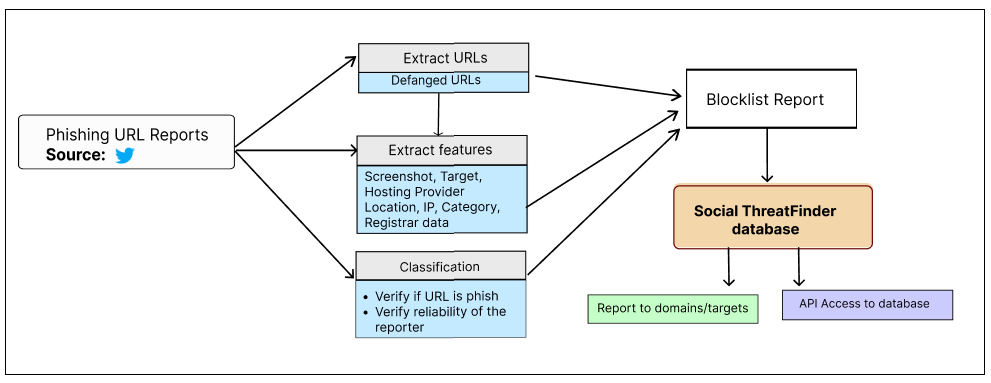 Phishing URL Reports
Source:
Extract URLs
Defanged URLs
Extract features
Screenshot, Target,
Hosting Provider
Location, IP, Category,
Registrar data
Classification
• Verify if URL is phish
• Verify reliability of the
reporter
Blocklist Report
Social ThreatFinder
database
Report to domains/targets
API Access to database